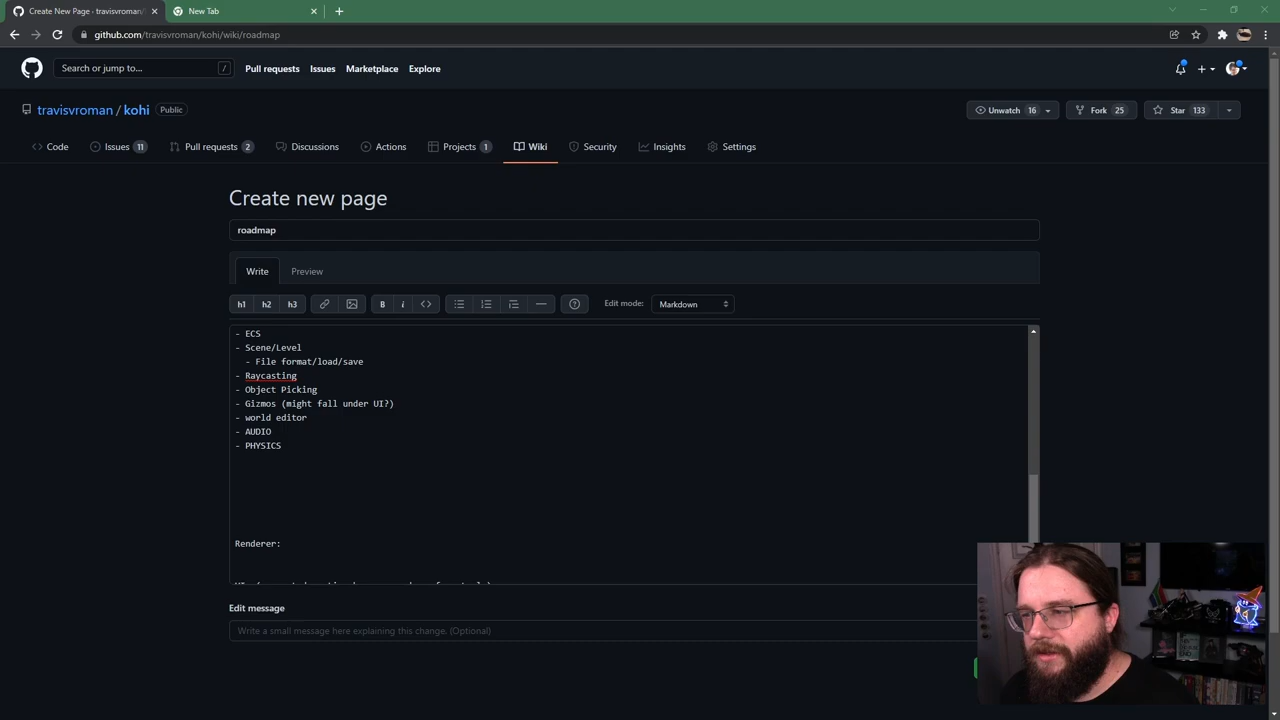 Create New Page · travisvroman/
New Tab
github.com/travisvroman/kohi/wiki/roadmap
Search or jump to...
/
Pull requests
Issues
Marketplace
Explore
travisvroman / kohi
Public
Unwatch 16
Fork 25
Star 133
Code
Issues 11
Pull requests 2
Discussions
Actions
Projects 1
Wiki
Security
Insights
Settings
Create new page
roadmap
Write
Preview
h1
h2
h3
B
i
Edit mode:
Markdown
- ECS
- Scene/Level
- File format/load/save
- Raycasting
- Object Picking
- Gizmos (might fall under UI?)
- world editor
- AUDIO
- PHYSICS
Renderer:
Edit message
Write a small message here explaining this change. (Optional)